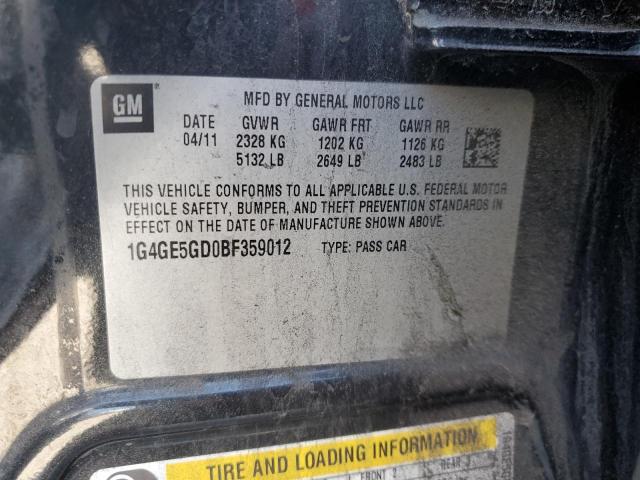 GM
MFD BY GENERAL MOTORS LLC
DATE GVWR GAWR FRT GAWR RR
04/11 2328 KG 1202 KG 1126 KG
5132 LB 2649 LB 2483 LB
THIS VEHICLE CONFORMS TO ALL APPLICABLE U.S. FEDERAL MOTOR
VEHICLE SAFETY, BUMPER, AND THEFT PREVENTION STANDARDS IN
EFFECT ON THE DATE OF MANUFACTURE SHOWN ABOVE.
1G4GE5GD0BF359012 TYPE: PASS CAR
TIRE AND LOADING INFORMATION
FRONT 2 REAR